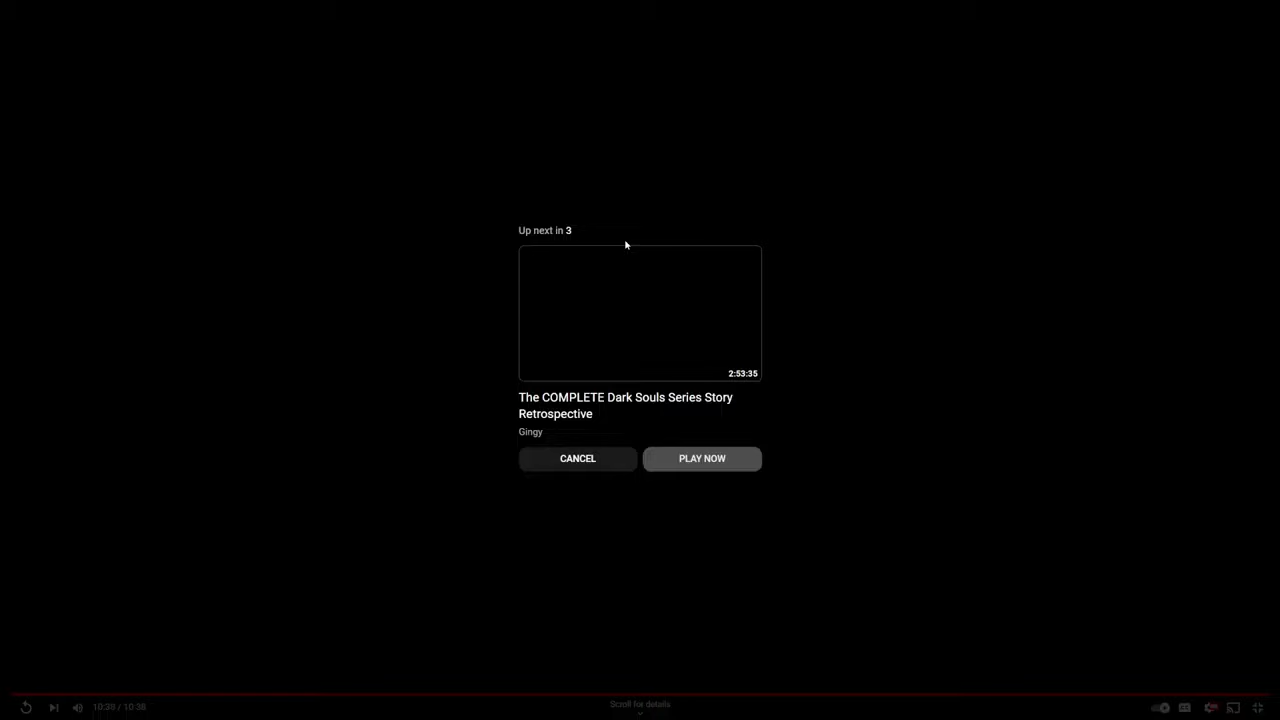 Up next in 3
2:53:35
The COMPLETE Dark Souls Series Story
Retrospective
Gingy
CANCEL
PLAY NOW
10:38 / 10:38
Scroll for details